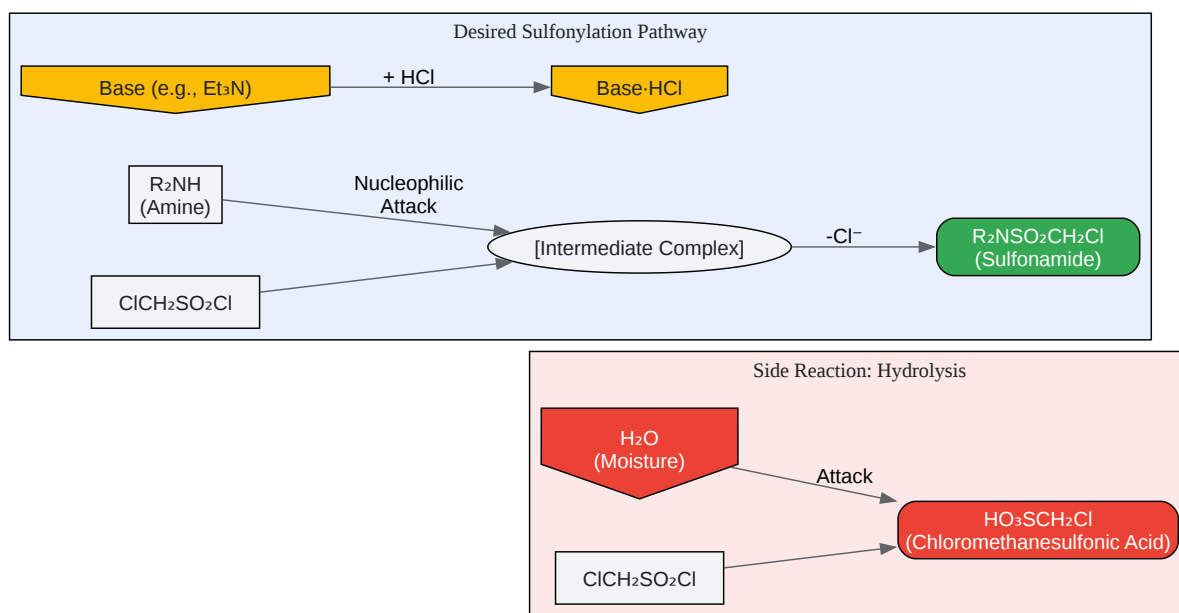 Desired Sulfonylation Pathway
Base (e.g., Et₃N)
+ HCl
Base·HCl
R₂NH
(Amine)
Nucleophilic
Attack
[Intermediate Complex]
-Cl⁻
R₂NSO₂CH₂Cl
(Sulfonamide)
ClCH₂SO₂Cl
Side Reaction: Hydrolysis
H₂O
(Moisture)
Attack
HO₃SCH₂Cl
(Chloromethanesulfonic Acid)
ClCH₂SO₂Cl